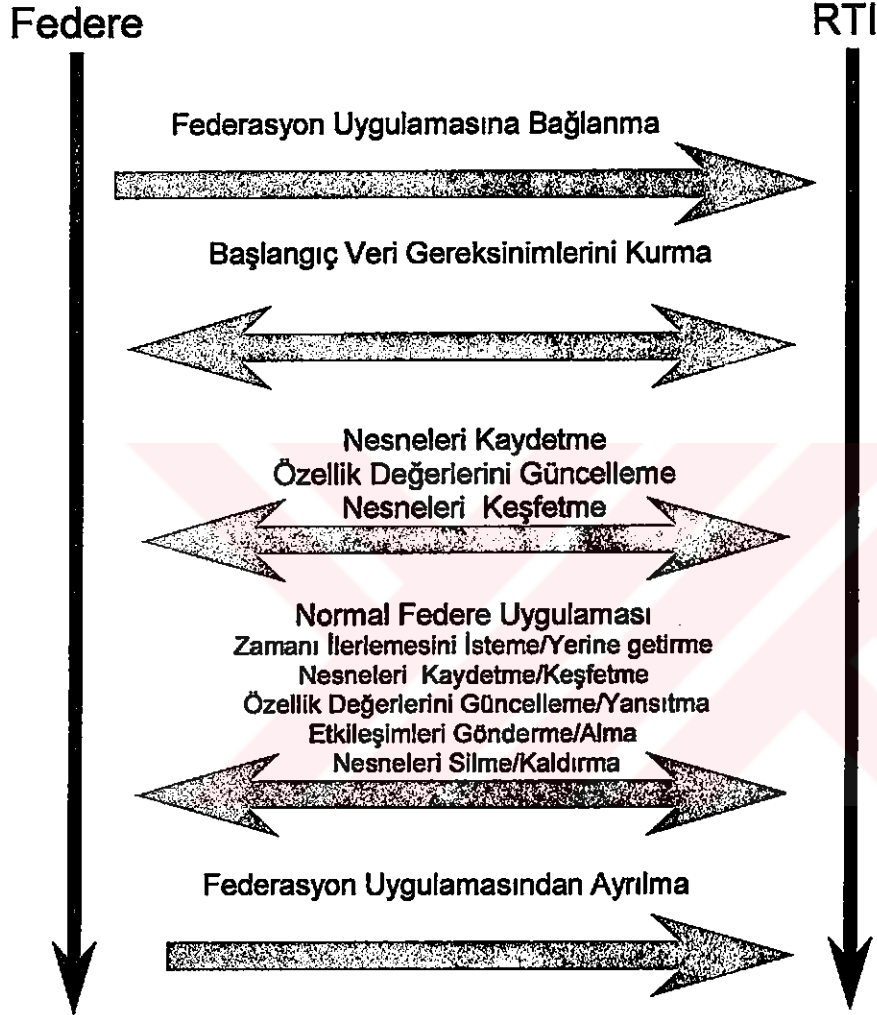 Federe
RTI
Federasyon Uygulamasına Bağlanma
Başlangıç Veri Gereksinimlerini Kurma
Nesneleri Kaydetme
Özellik Değerlerini Güncelleme
Nesneleri Keşfetme
Normal Federe Uygulaması
Zamanı İlerlemesini İsteme/Yerine getirme
Nesneleri Kaydetme/Keşfetme
Özellik Değerlerini Güncelleme/Yansıtma
Etkileşimleri Gönderme/Alma
Nesneleri Silme/Kaldırma
Federasyon Uygulamasından Ayrılma